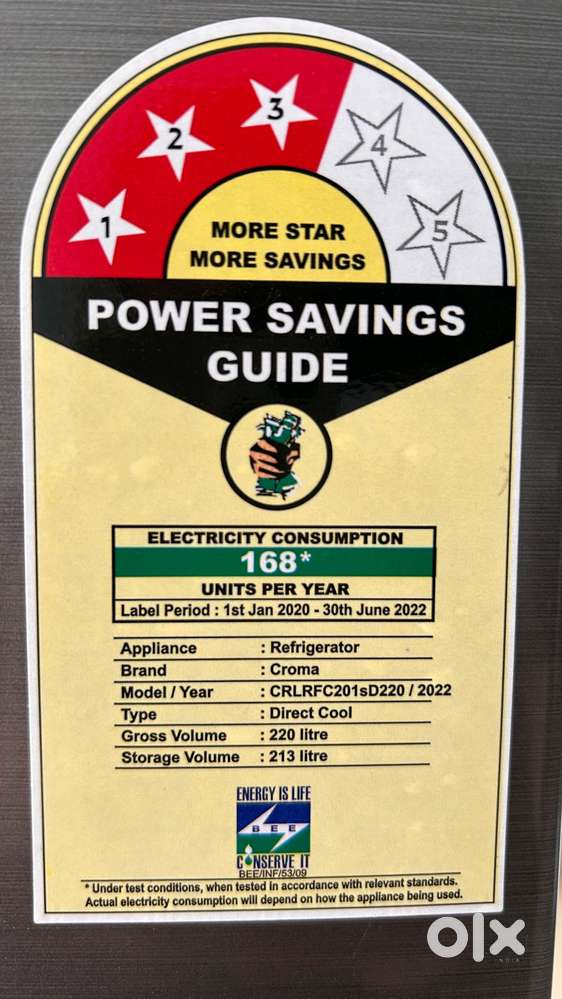 1
2
3
4
5
MORE STAR
MORE SAVINGS
POWER SAVINGS
GUIDE
ELECTRICITY CONSUMPTION
168*
UNITS PER YEAR
Label Period : 1st Jan 2020 - 30th June 2022
Appliance : Refrigerator
Brand : Croma
Model / Year : CRLRFC201sD220 / 2022
Type : Direct Cool
Gross Volume : 220 litre
Storage Volume : 213 litre
ENERGY IS LIFE
BEE
CONSERVE IT
BEE/INF/53/09
* Under test conditions, when tested in accordance with relevant standards.
Actual electricity consumption will depend on how the appliance being used.
olx
INDIA